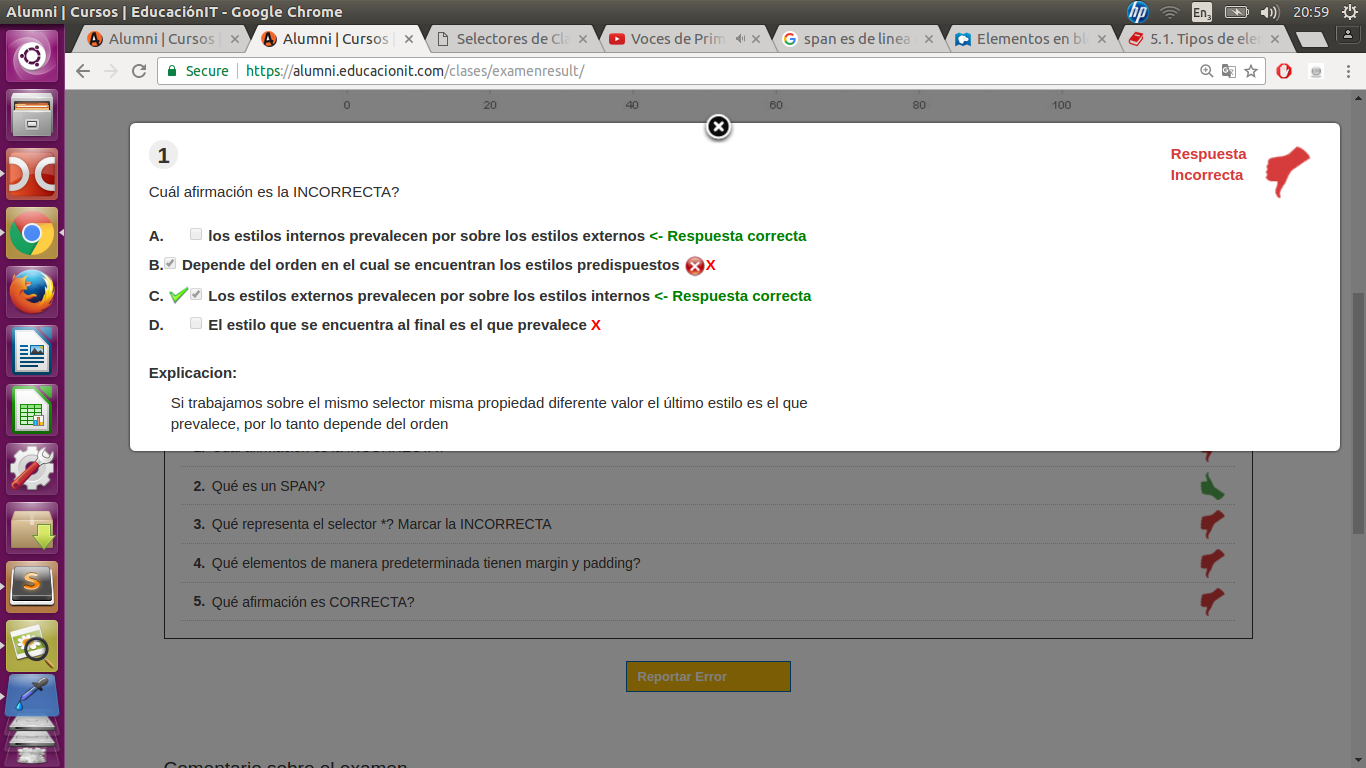 Alumni | Cursos | EducaciónIT - Google Chrome
En3
20:59
Alumni | Cursos |
Alumni | Cursos |
Selectores de Cla
Voces de Prim
span es de linea
Elementos en bl
5.1. Tipos de ele
Secure
https://alumni.educacionit.com/clases/examenresult/
0 20 40 60 80 100
1
Respuesta
Incorrecta
Cuál afirmación es la INCORRECTA?
A. los estilos internos prevalecen por sobre los estilos externos <- Respuesta correcta
B. Depende del orden en el cual se encuentran los estilos predispuestos X
C. Los estilos externos prevalecen por sobre los estilos internos <- Respuesta correcta
D. El estilo que se encuentra al final es el que prevalece X
Explicacion:
Si trabajamos sobre el mismo selector misma propiedad diferente valor el último estilo es el que
prevalece, por lo tanto depende del orden
2. Qué es un SPAN?
3. Qué representa el selector *? Marcar la INCORRECTA
4. Qué elementos de manera predeterminada tienen margin y padding?
5. Qué afirmación es CORRECTA?
Reportar Error
Comentario sobre el examen